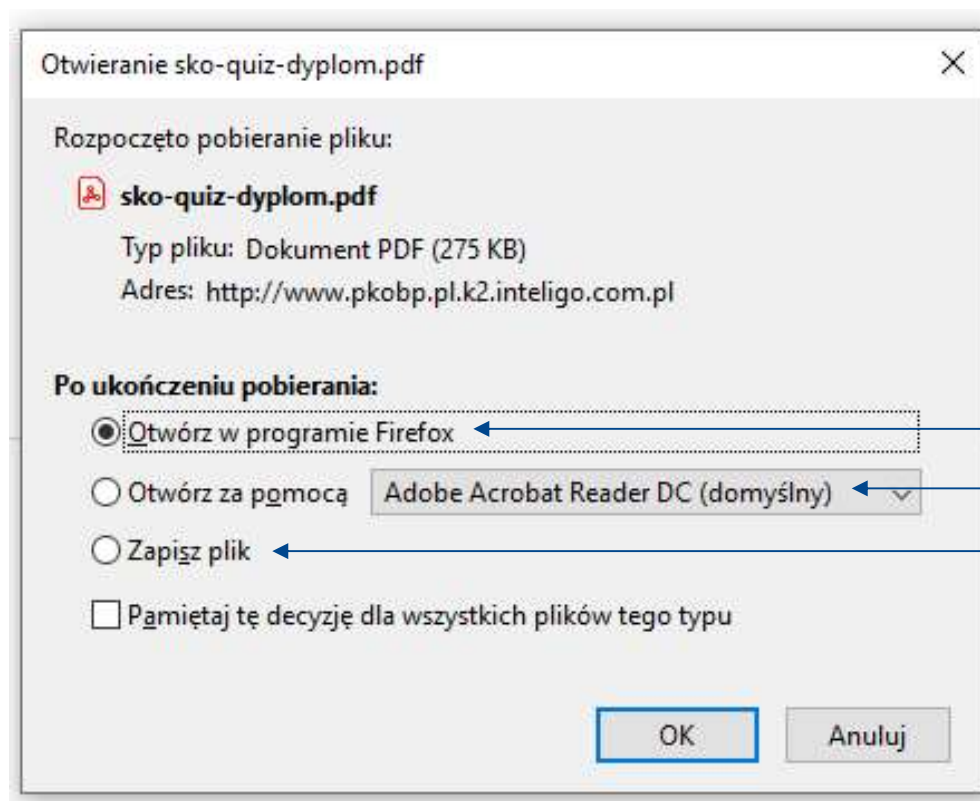 Otwieranie sko-quiz-dyplom.pdf
Rozpoczęto pobieranie pliku:
sko-quiz-dyplom.pdf
Typ pliku: Dokument PDF (275 KB)
Adres: http://www.pkobp.pl.k2.inteligo.com.pl
Po ukończeniu pobierania:
Otwórz w programie Firefox
Otwórz za pomocą Adobe Acrobat Reader DC (domyślny)
Zapisz plik
Pamiętaj tę decyzję dla wszystkich plików tego typu
OK Anuluj